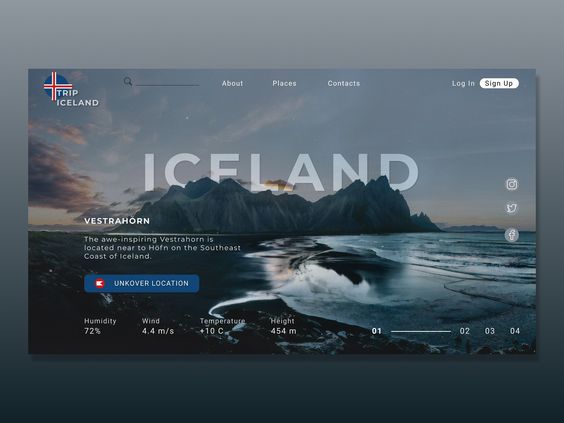 TRIP
ICELAND
About
Places
Contacts
Log In
Sign Up
ICELAND
VESTRAHORN
The awe-inspiring Vestrahorn is
located near to Höfn on the Southeast
Coast of Iceland.
UNKOVER LOCATION
Humidity
72%
Wind
4.4 m/s
Temperature
+10 C
Height
454 m
01
02
03
04